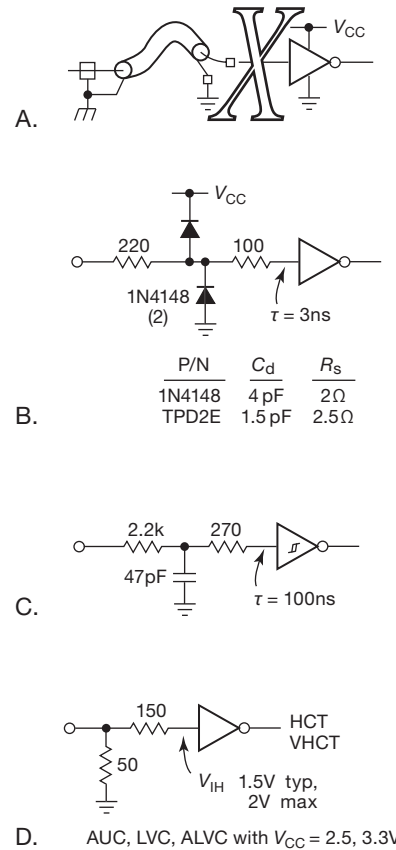 V_CC
A.
V_CC
220
100
1N4148
(2)
τ = 3ns
P/N C_d R_s
1N4148 4 pF 2Ω
TPD2E 1.5 pF 2.5Ω
B.
2.2k
270
47pF
τ = 100ns
C.
150
HCT
VHCT
50
V_IH 1.5V typ,
2V max
D.
AUC, LVC, ALVC with V_CC = 2.5, 3.3V